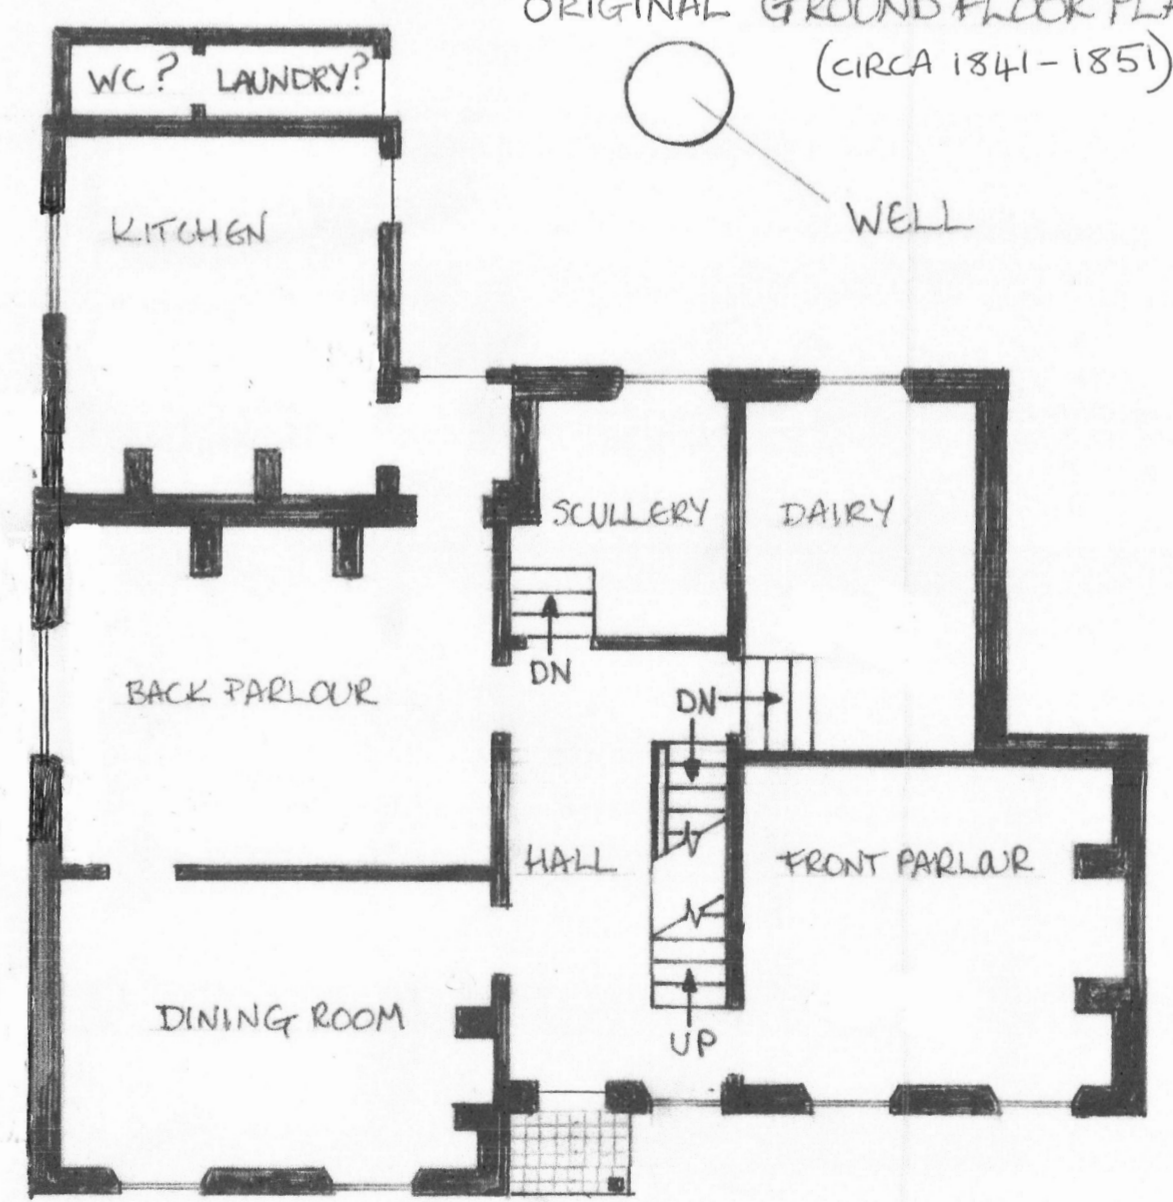 ORIGINAL GROUND FLOOR PLA
(CIRCA 1841-1851)
WC? LAUNDRY?
WELL
KITCHEN
SCULLERY
DAIRY
DN
BACK PARLOUR
DN
HALL
FRONT PARLOUR
DINING ROOM
UP